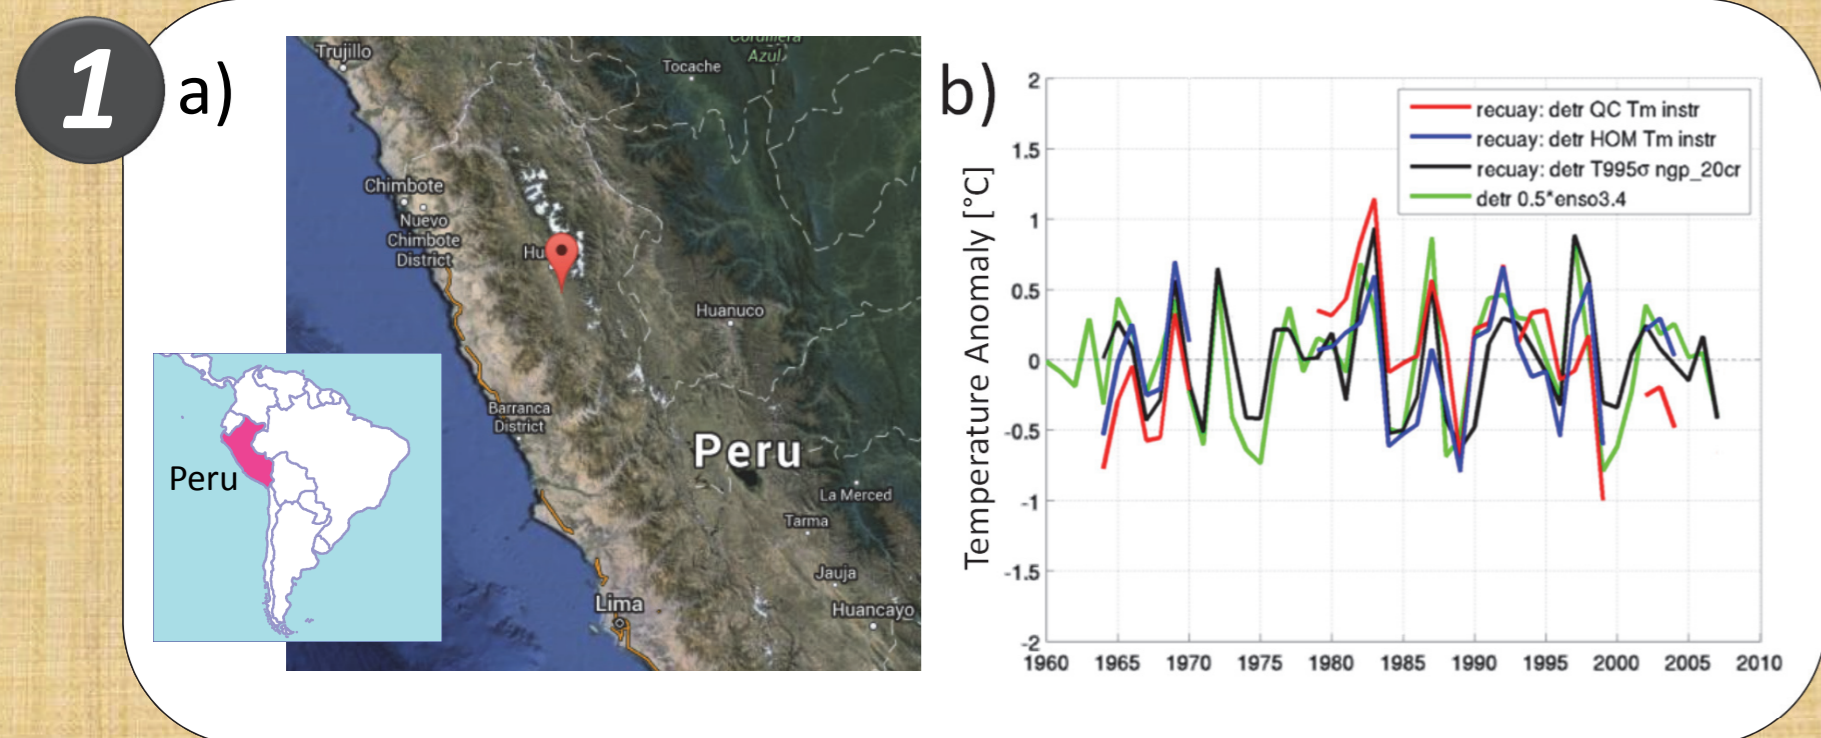 1
a)
Trujillo
Cordillera
Azul
Tocache
Chimbote
Nuevo
Chimbote
District
Hu
Huanuco
Barranca
District
Peru
La Merced
Tarma
Jauja
Lima
Huancayo
Peru
b)
Temperature Anomaly [°C]
2
1.5
1
0.5
0
-0.5
-1
-1.5
-2
1960 1965 1970 1975 1980 1985 1990 1995 2000 2005 2010
recuay: detr QC Tm instr
recuay: detr HOM Tm instr
recuay: detr T995σ ngp_20cr
detr 0.5*enso3.4